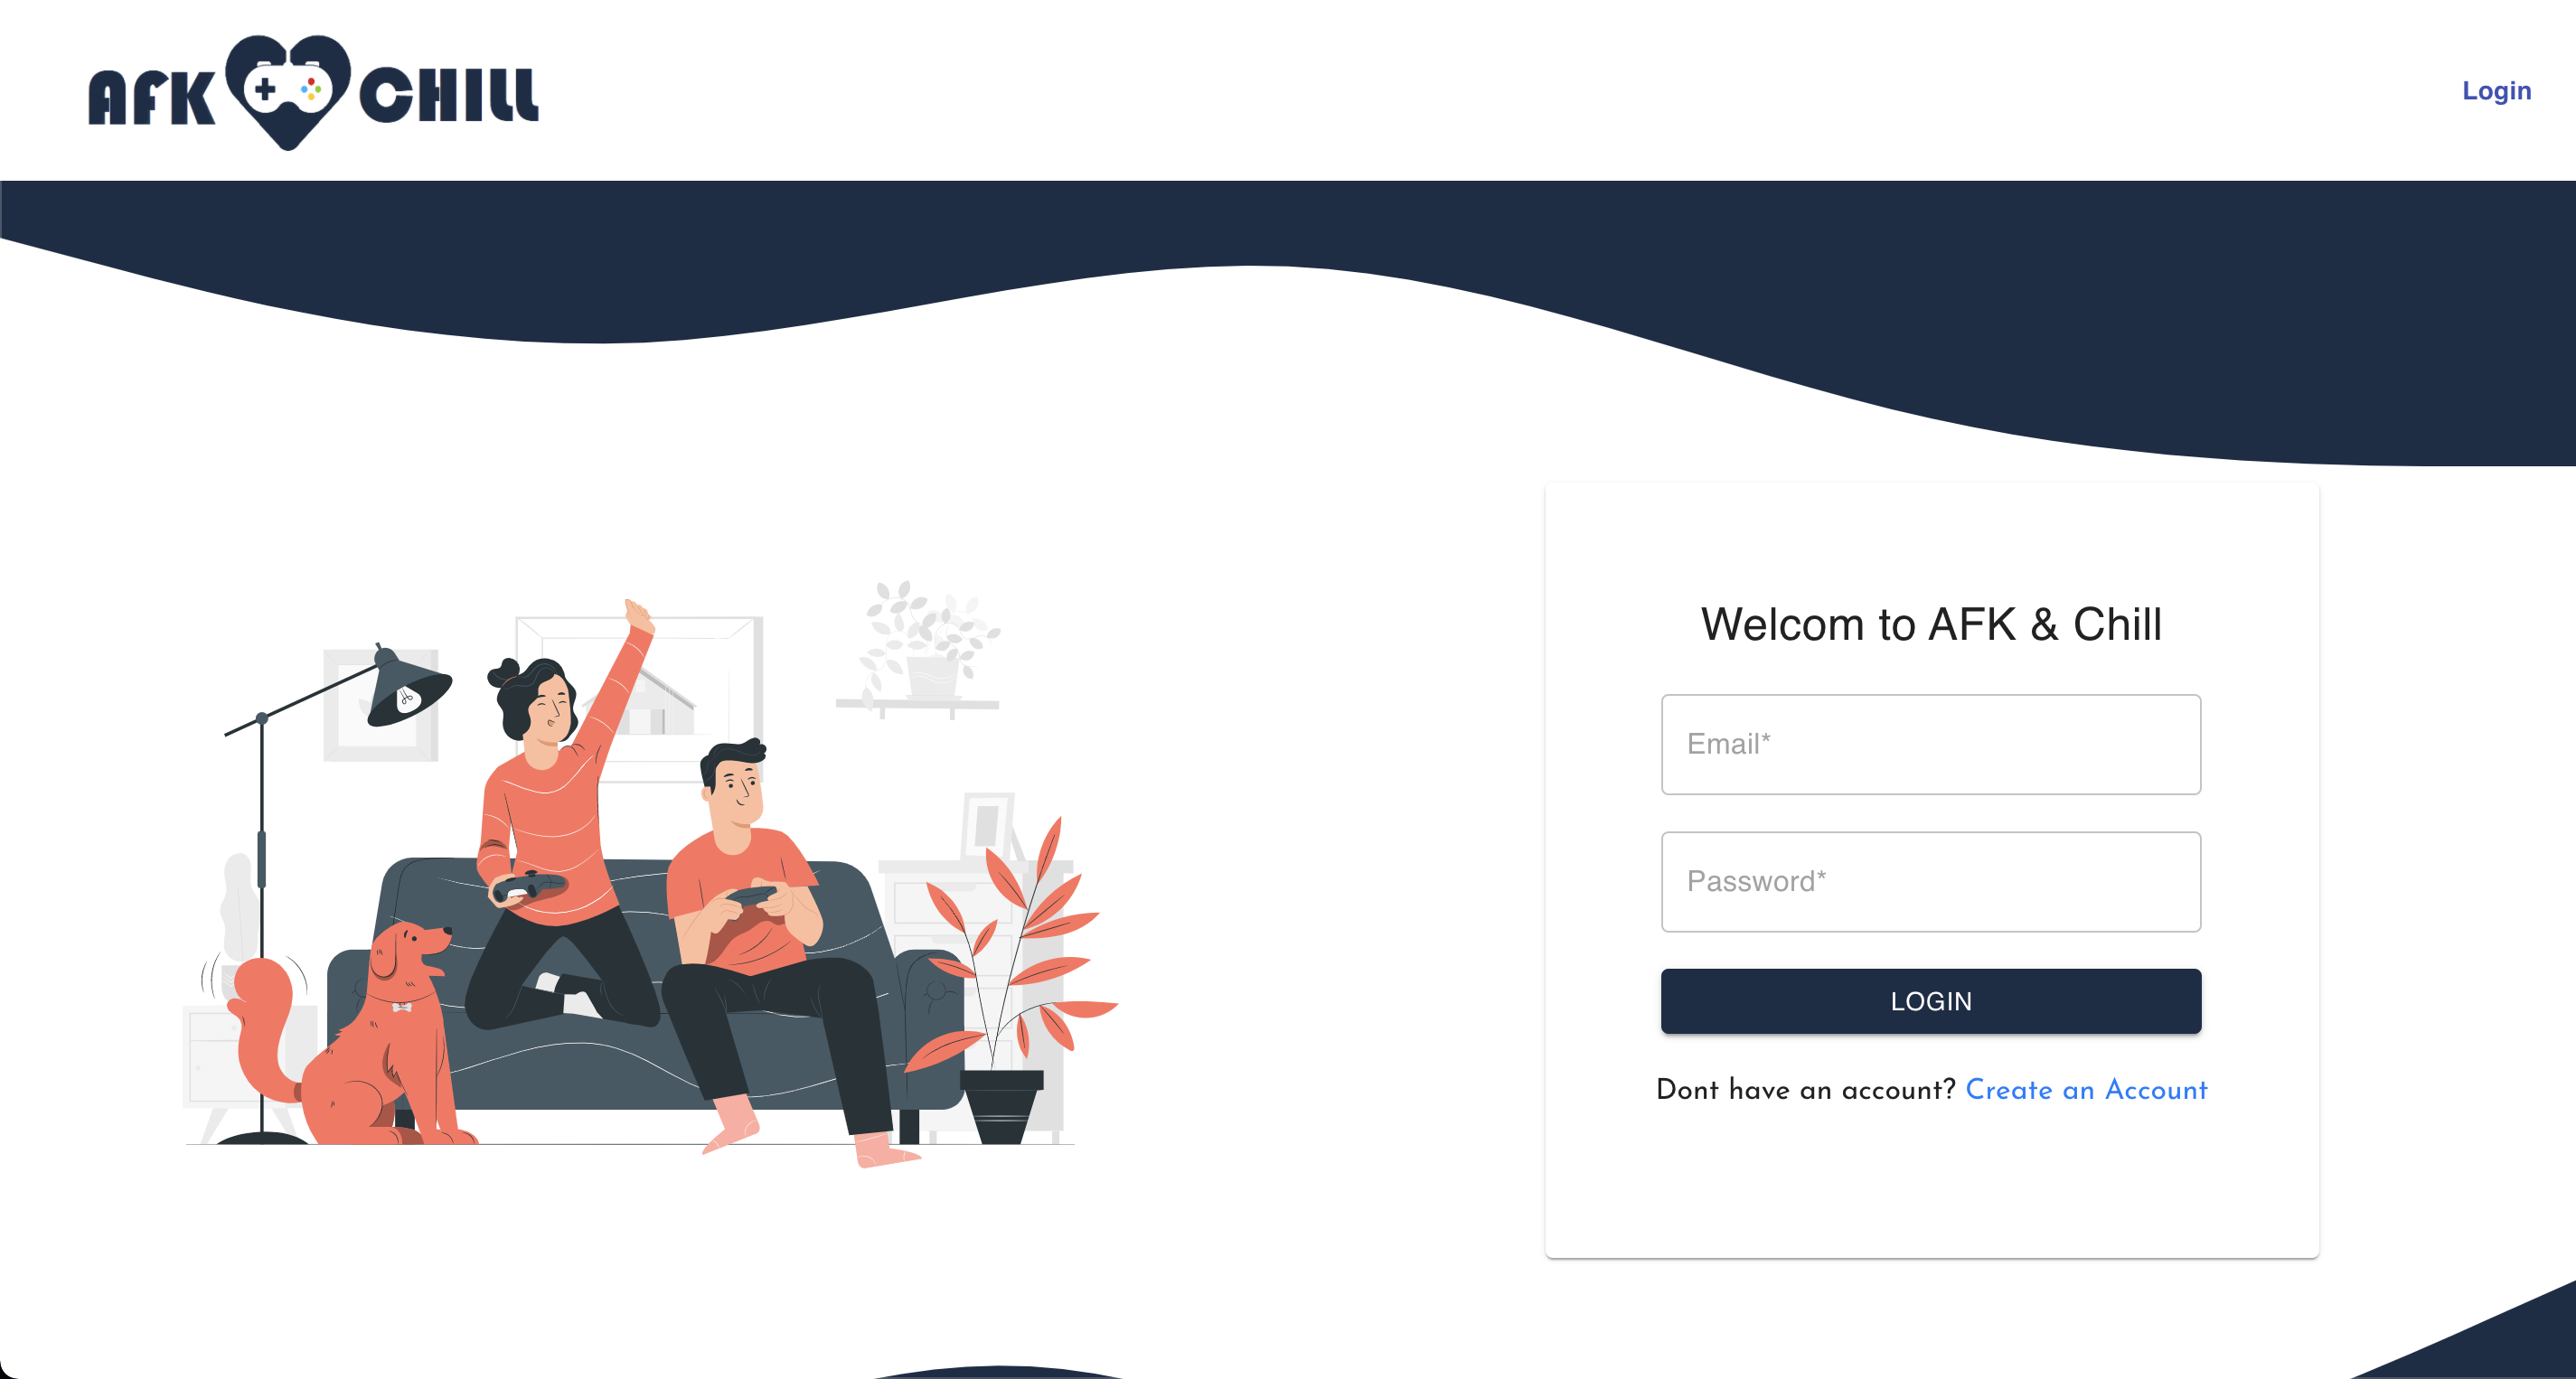 AFK CHILL
Login
Welcom to AFK & Chill
Email*
Password*
LOGIN
Dont have an account? Create an Account